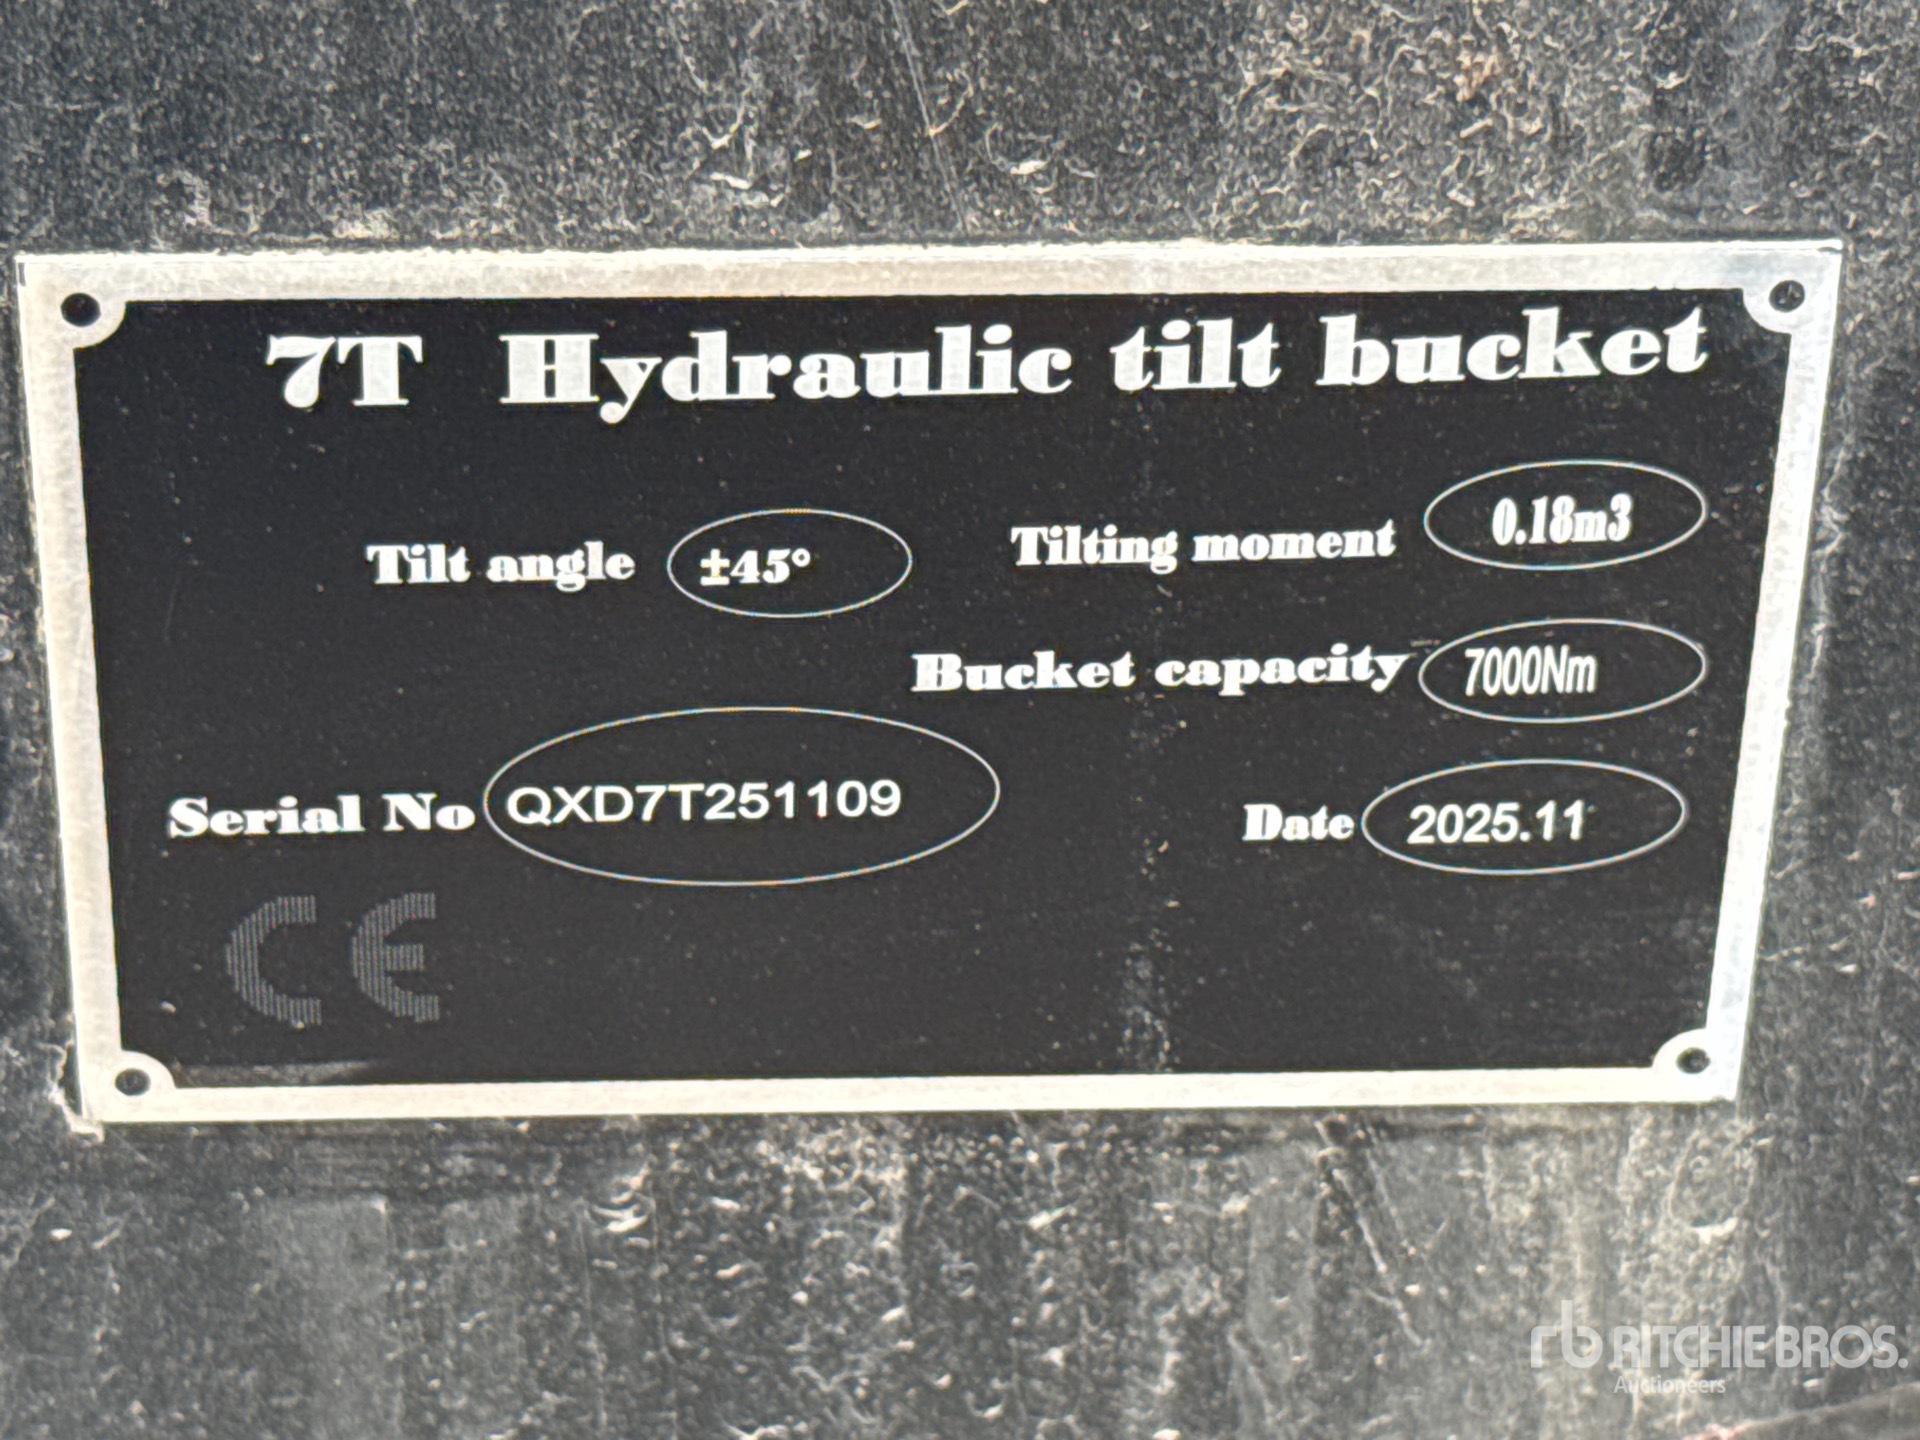 7T Hydraulic tilt bucket
Tilt angle ±45° Tilting moment 0.18m3
Bucket capacity 7000Nm
Serial No QXD7T251109 Date 2025.11
CE
rb RITCHIE BROS.
Auctioneers